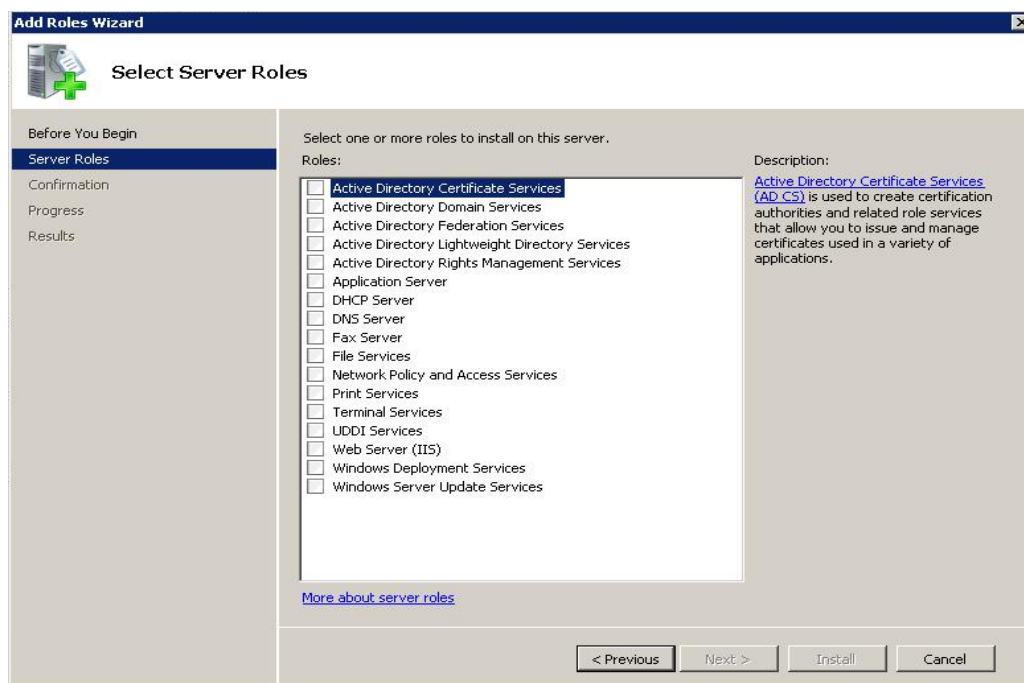 Add Roles Wizard
Select Server Roles
Before You Begin
Server Roles
Confirmation
Progress
Results
Select one or more roles to install on this server.
Roles:
Active Directory Certificate Services
Active Directory Domain Services
Active Directory Federation Services
Active Directory Lightweight Directory Services
Active Directory Rights Management Services
Application Server
DHCP Server
DNS Server
Fax Server
File Services
Network Policy and Access Services
Print Services
Terminal Services
UDDI Services
Web Server (IIS)
Windows Deployment Services
Windows Server Update Services
More about server roles
Description:
Active Directory Certificate Services
(AD CS) is used to create certification
authorities and related role services
that allow you to issue and manage
certificates used in a variety of
applications.
< Previous
Next >
Install
Cancel